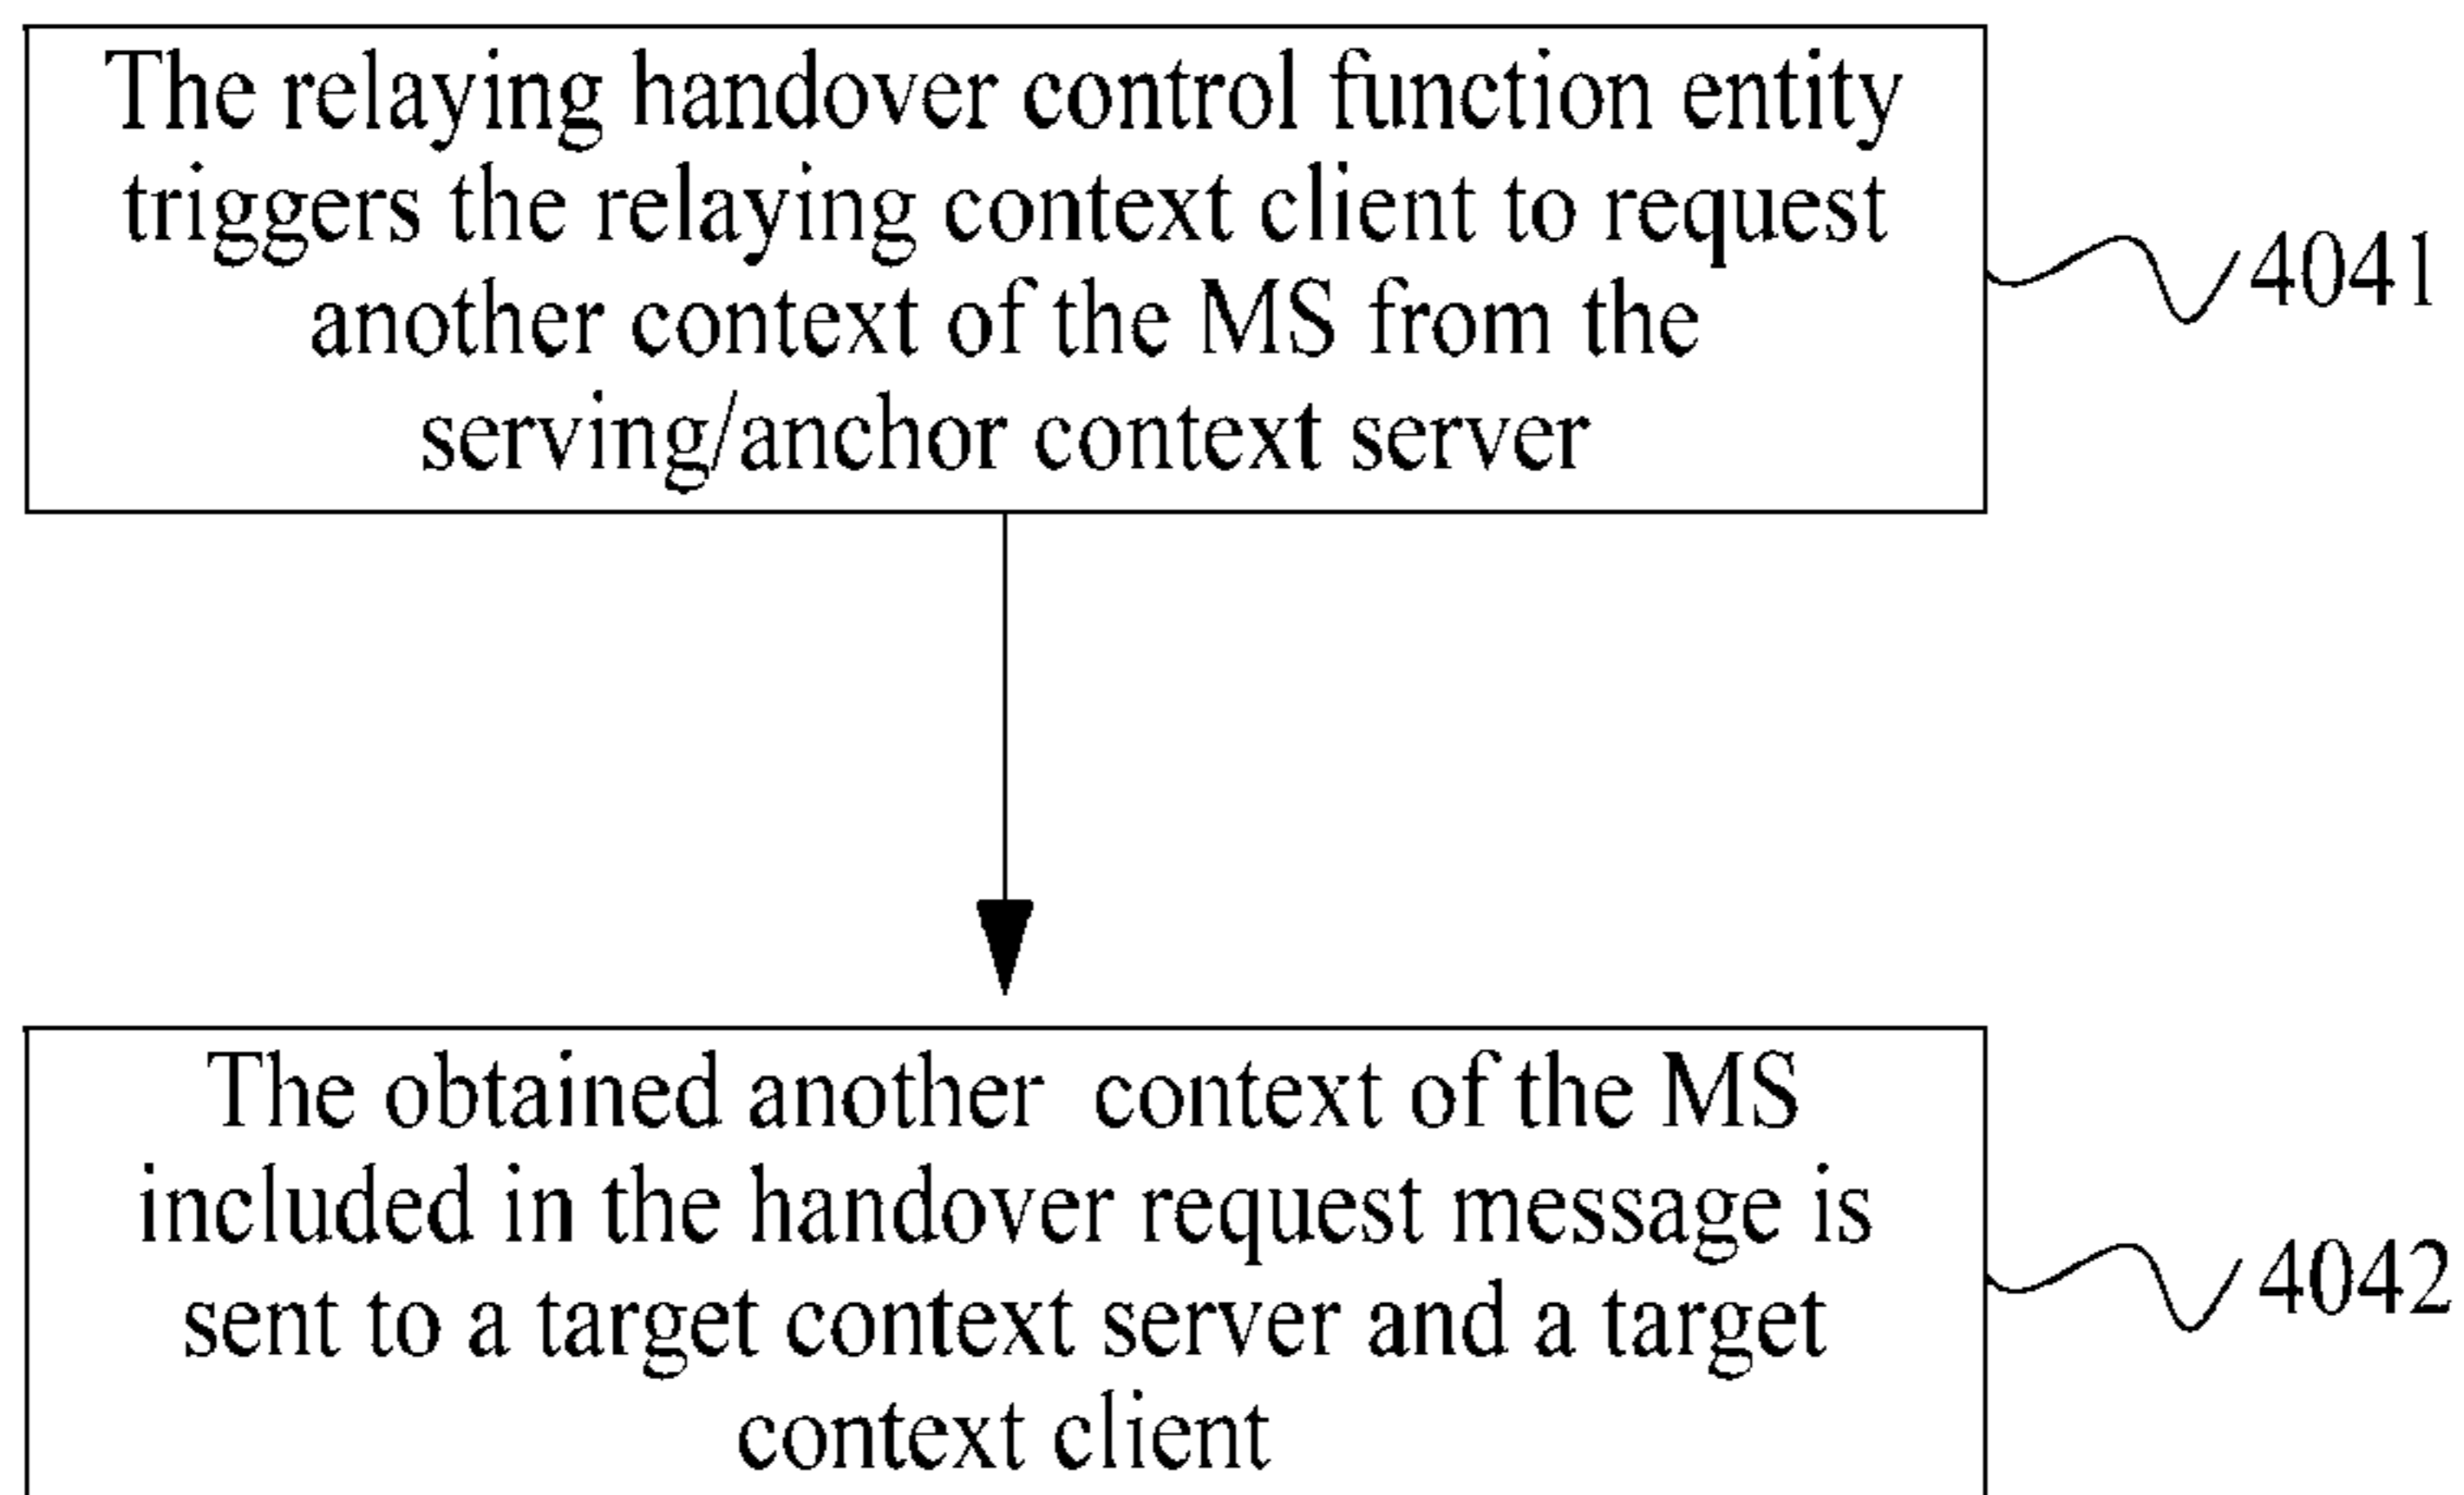 The relaying handover control function entity
triggers the relaying context client to request
another context of the MS from the
serving/anchor context server
4041
The obtained another context of the MS
included in the handover request message is
sent to a target context server and a target
context client
4042